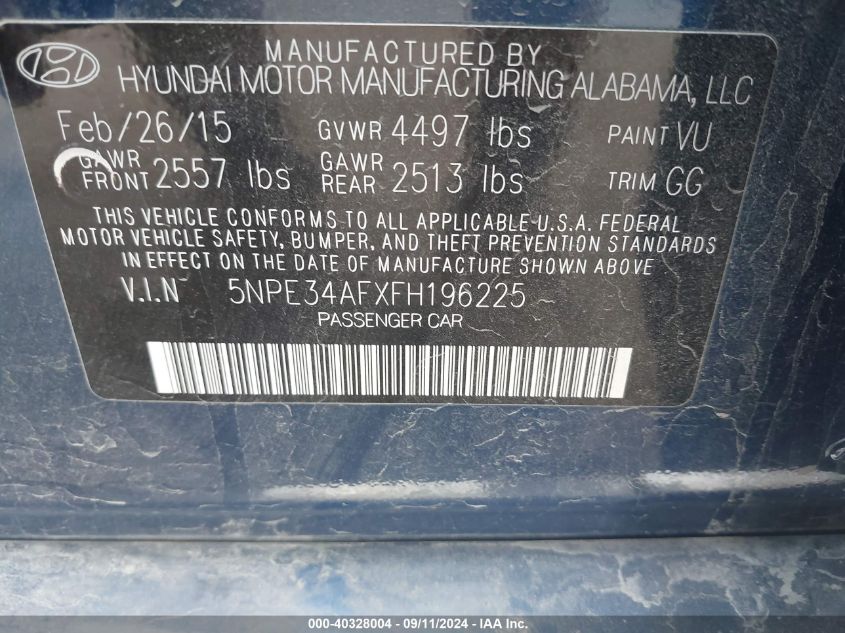 MANUFACTURED BY
HYUNDAI MOTOR MANUFACTURING ALABAMA, LLC
Feb/26/15 GVWR 4497 lbs PAINT VU
GAWR FRONT 2557 lbs GAWR REAR 2513 lbs TRIM GG
THIS VEHICLE CONFORMS TO ALL APPLICABLE U.S.A. FEDERAL
MOTOR VEHICLE SAFETY, BUMPER, AND THEFT PREVENTION STANDARDS
IN EFFECT ON THE DATE OF MANUFACTURE SHOWN ABOVE
V.I.N 5NPE34AFXFH196225
PASSENGER CAR
000-40328004 - 09/11/2024 - IAA Inc.